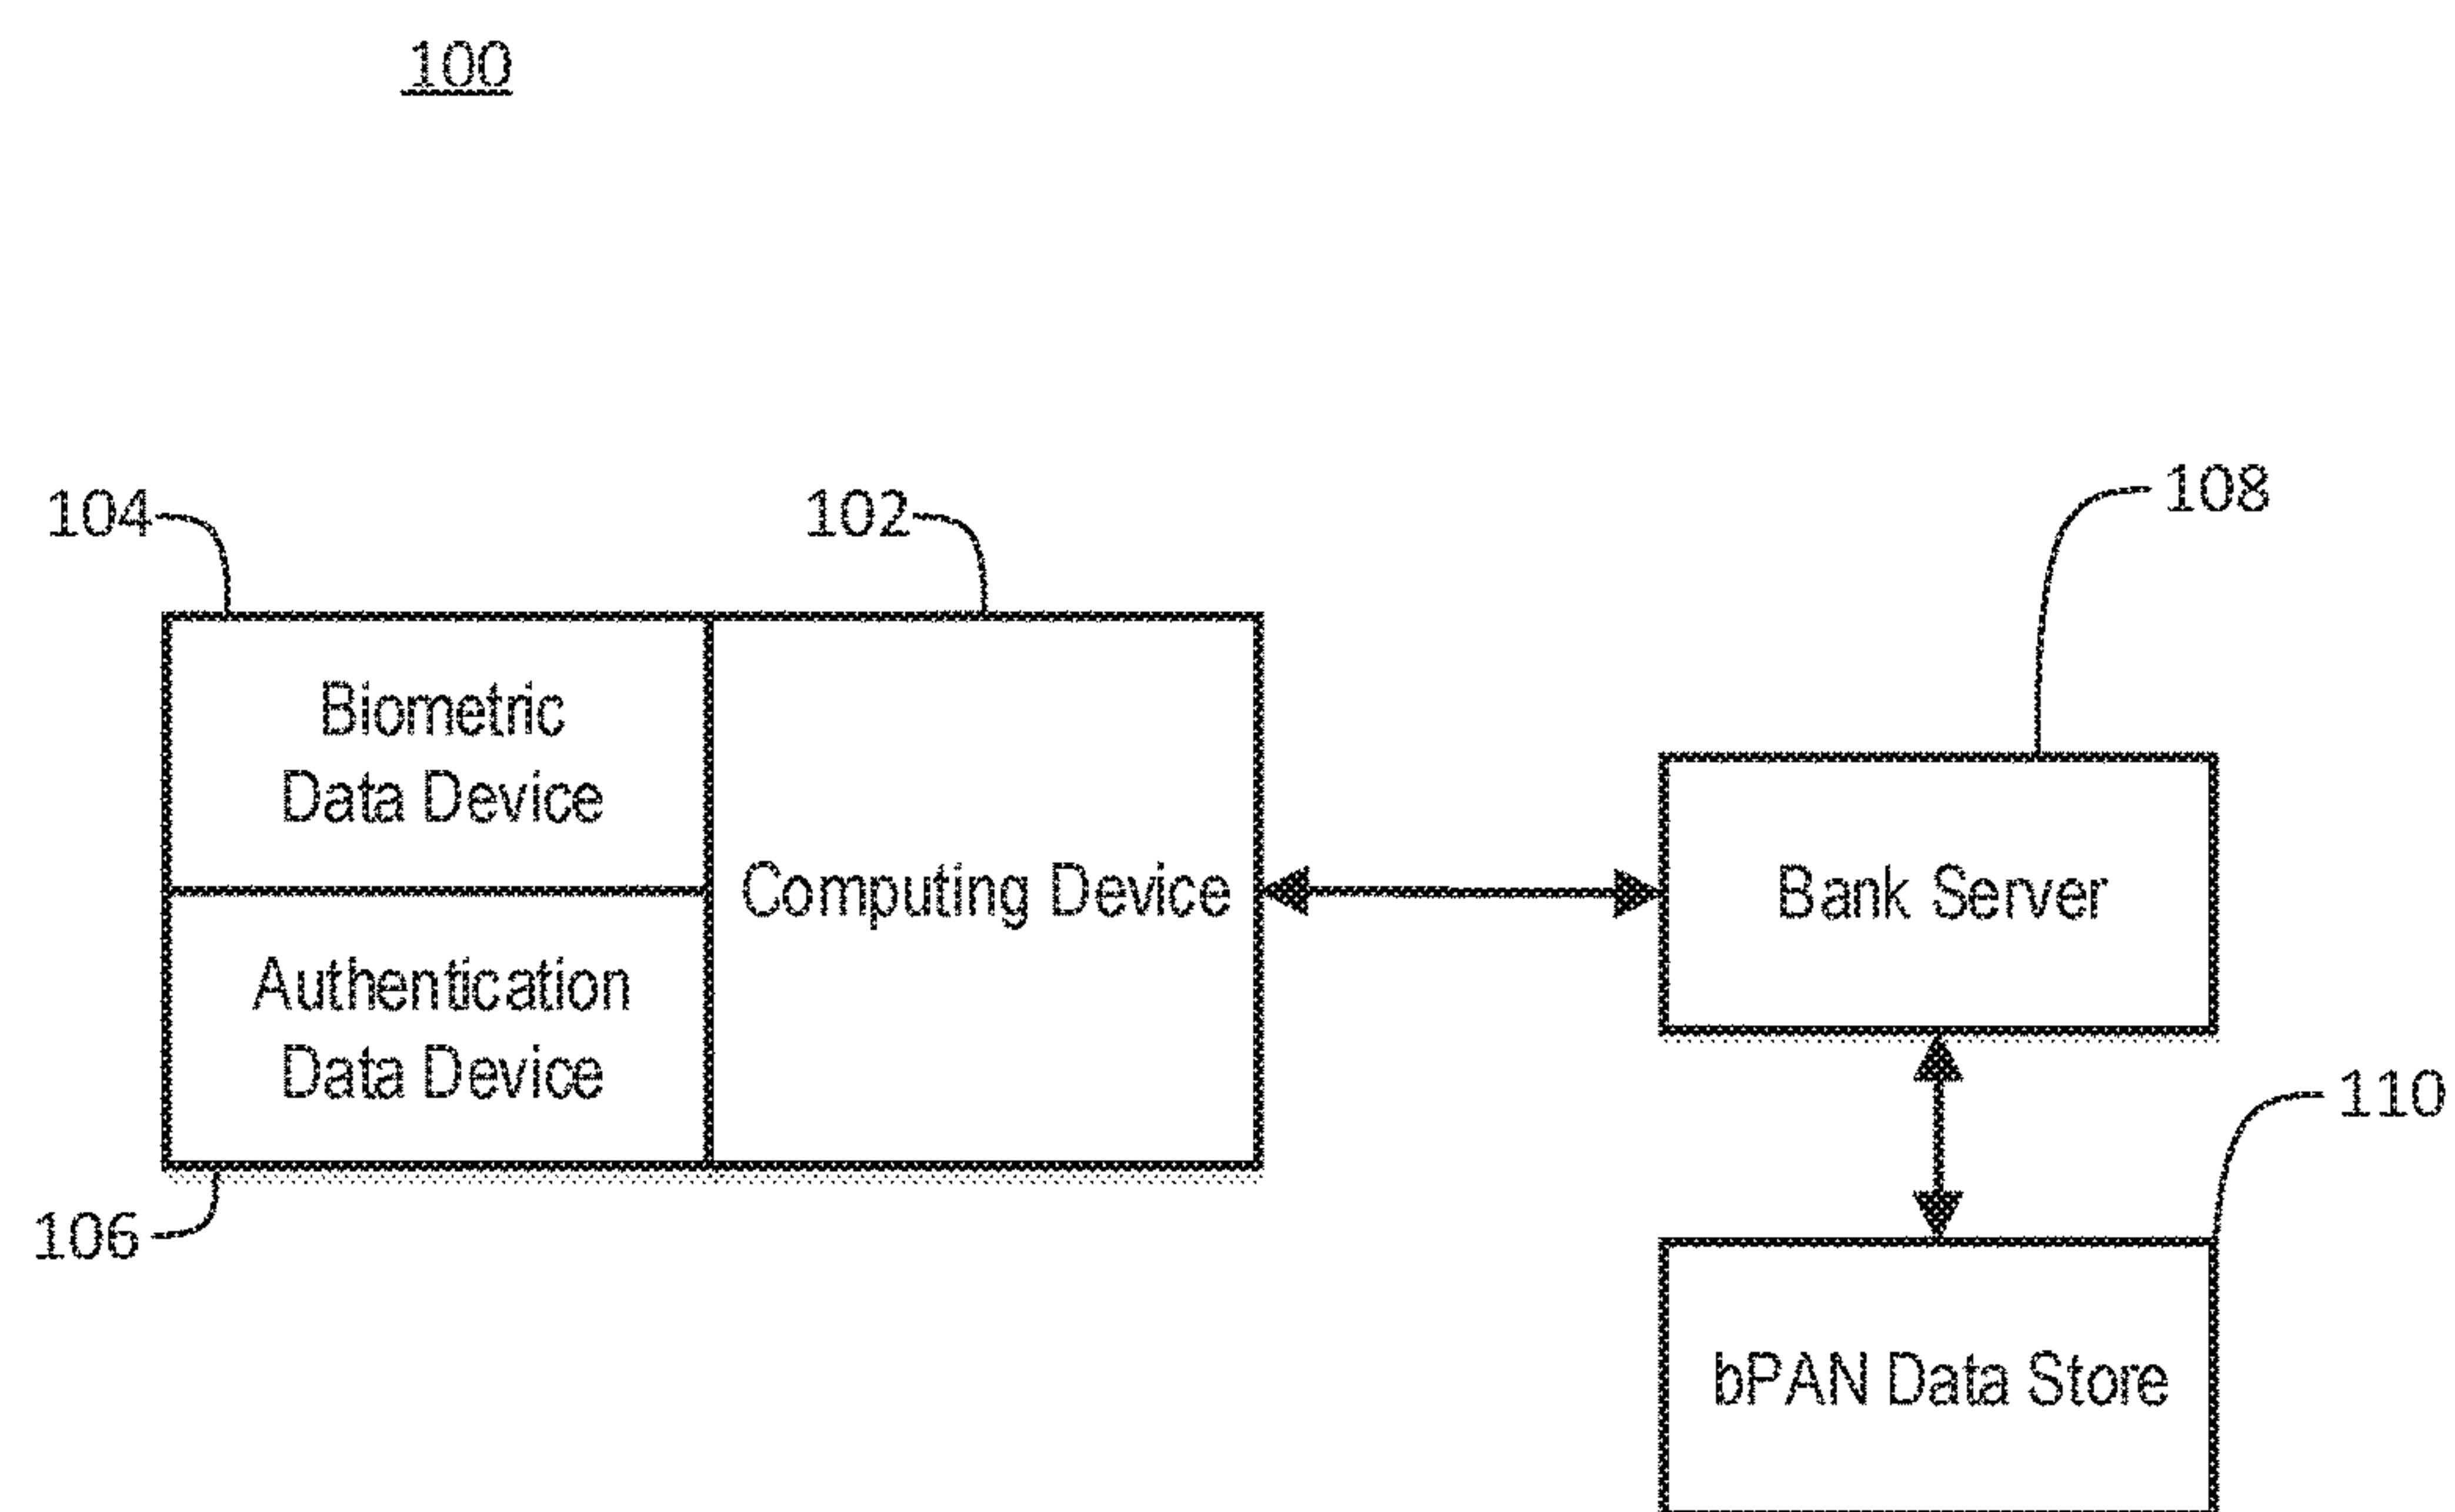 100
104
102
108
Biometric
Data Device
Computing Device
Bank Server
Authentication
Data Device
110
106
bPAN Data Store